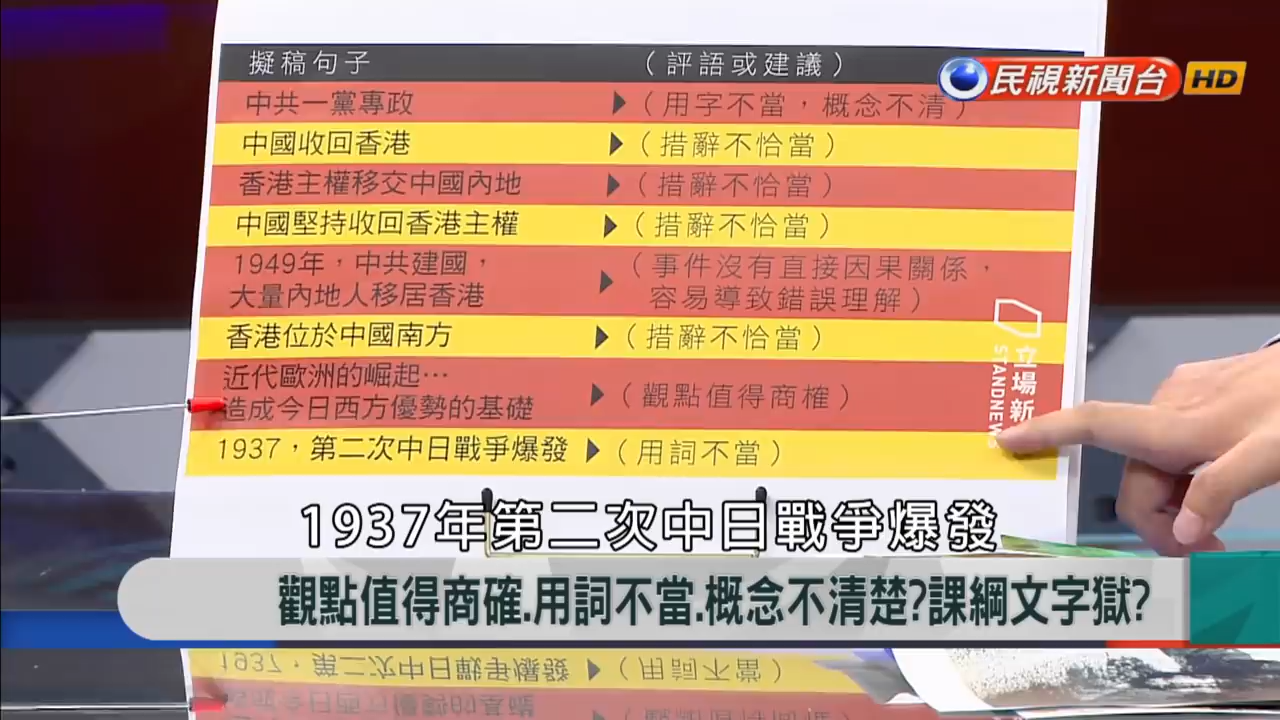 擬稿句子 （評語或建議）
民視新聞台 HD
中共一黨專政 ▶（用字不當，概念不清）
中國收回香港 ▶（措辭不恰當）
香港主權移交中國內地 ▶（措辭不恰當）
中國堅持收回香港主權 ▶（措辭不恰當）
1949年，中共建國，
大量內地人移居香港 ▶（事件沒有直接因果關係，
容易導致錯誤理解）
香港位於中國南方 ▶（措辭不恰當）
近代歐洲的崛起…
造成今日西方優勢的基礎 ▶（觀點值得商榷）
1937，第二次中日戰爭爆發 ▶（用詞不當）
立場新
STANDNEWS
1937年第二次中日戰爭爆發
觀點值得商確.用詞不當.概念不清楚?課綱文字獄?